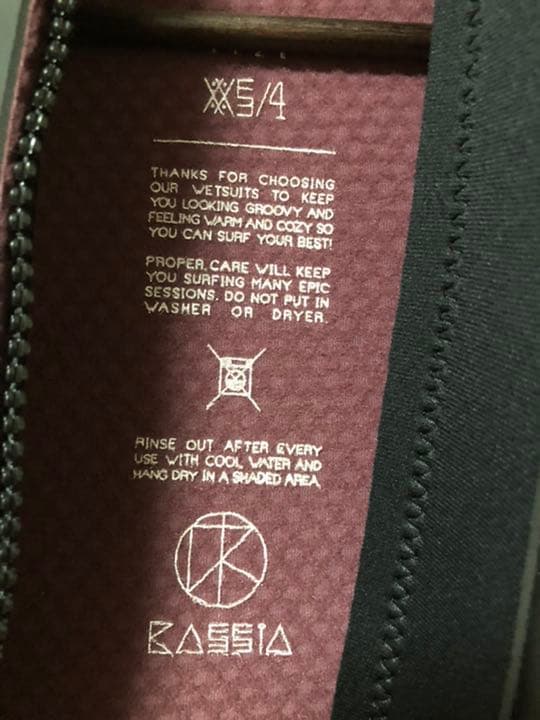 SIZE
XXS/4
THANKS FOR CHOOSING
OUR WETSUITS TO KEEP
YOU LOOKING GROOVY AND
FEELING WARM AND COZY SO
YOU CAN SURF YOUR BEST!
PROPER CARE WILL KEEP
YOU SURFING MANY EPIC
SESSIONS. DO NOT PUT IN
WASHER OR DRYER.
RINSE OUT AFTER EVERY
USE WITH COOL WATER AND
HANG DRY IN A SHADED AREA
KASSIA